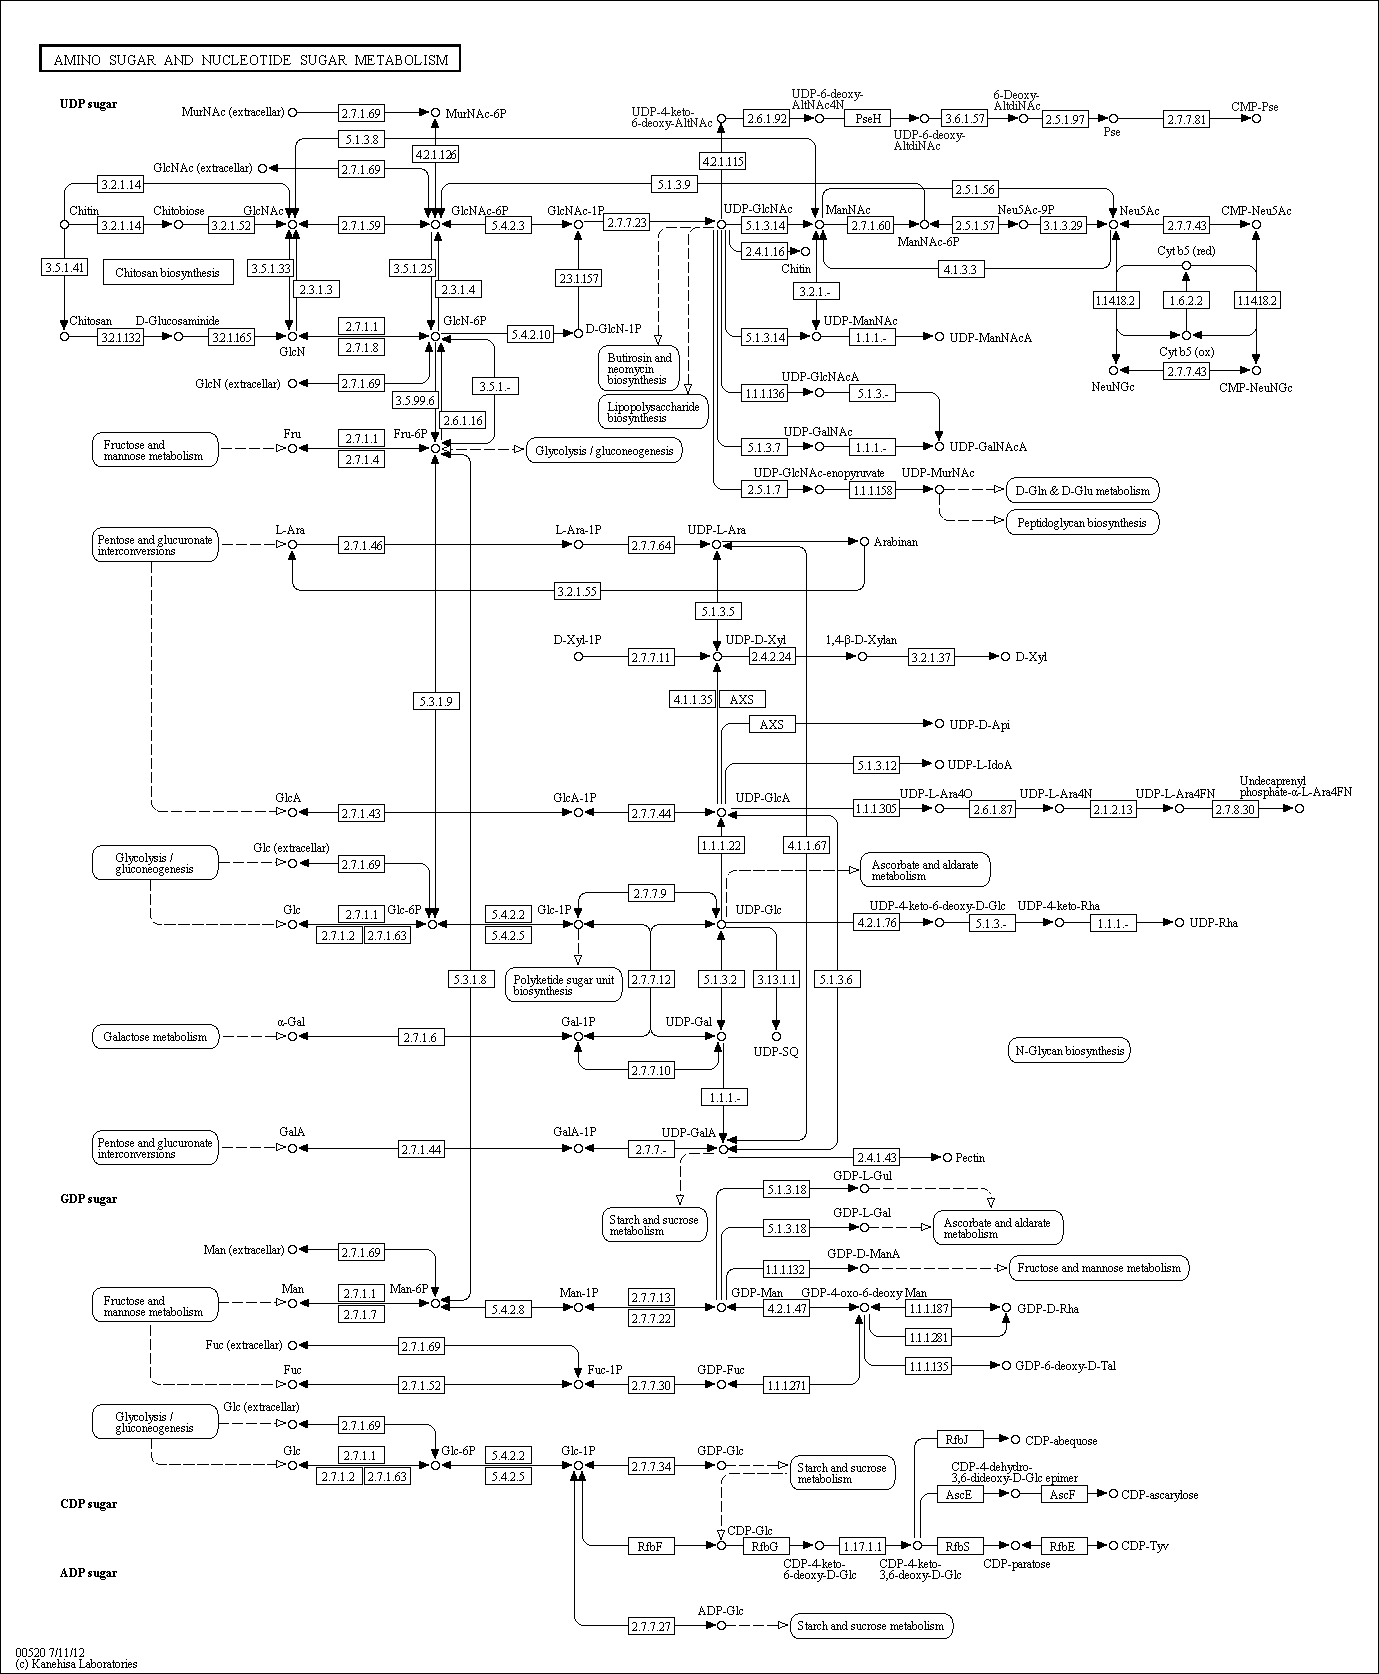 AMINO SUGAR AND NUCLEOTIDE SUGAR METABOLISM
UDP sugar
MurNAc (extracellar)
2.7.1.69
MurNAc-6P
5.1.3.8
4.2.1.126
GlcNAc (extracellar)
2.7.1.69
UDP-4-keto-
6-deoxy-AltNAc
4.2.1.115
2.6.1.92
UDP-6-deoxy-
AltNAc4N
PseH
UDP-6-deoxy-
AltdiNAc
3.6.1.57
6-Deoxy-
AltdiNAc
2.5.1.97
Pse
2.7.7.81
CMP-Pse
3.2.1.14
5.1.3.9
2.5.1.56
Chitin
3.2.1.14
Chitobiose
3.2.1.52
GlcNAc
2.7.1.59
GlcNAc-6P
5.4.2.3
GlcNAc-1P
2.7.7.23
UDP-GlcNAc
5.1.3.14
ManNAc
2.7.1.60
ManNAc-6P
2.5.1.57
Neu5Ac-9P
3.1.3.29
Neu5Ac
2.7.7.43
CMP-Neu5Ac
2.4.1.16
Chitin
4.1.3.3
Cyt b5 (red)
3.5.1.41
Chitosan biosynthesis
3.5.1.33
2.3.1.3
3.5.1.25
2.3.1.4
2.3.1.157
3.2.1.-
1.14.18.2
1.6.2.2
1.14.18.2
Chitosan
3.2.1.132
D-Glucosaminide
3.2.1.165
GlcN
2.7.1.1
2.7.1.8
GlcN-6P
5.4.2.10
D-GlcN-1P
5.1.3.14
UDP-ManNAc
1.1.1.-
UDP-ManNAcA
Cyt b5 (ox)
NeuNGc
2.7.7.43
CMP-NeuNGc
GlcN (extracellar)
2.7.1.69
3.5.99.6
3.5.1.-
2.6.1.16
Butirosin and
neomycin
biosynthesis
Lipopolysaccharide
biosynthesis
1.1.1.136
UDP-GlcNAcA
5.1.3.-
Fructose and
mannose metabolism
Fru
2.7.1.1
2.7.1.4
Fru-6P
Glycolysis / gluconeogenesis
5.1.3.7
UDP-GalNAc
1.1.1.-
UDP-GalNAcA
2.5.1.7
UDP-GlcNAc-enopyruvate
1.1.1.158
UDP-MurNAc
D-Gln & D-Glu metabolism
Peptidoglycan biosynthesis
Pentose and glucuronate
interconversions
L-Ara
2.7.1.46
L-Ara-1P
2.7.7.64
UDP-L-Ara
Arabinan
3.2.1.55
5.1.3.5
D-Xyl-1P
2.7.7.11
UDP-D-Xyl
2.4.2.24
1,4-β-D-Xylan
3.2.1.37
D-Xyl
5.3.1.9
4.1.1.35
AXS
AXS
UDP-D-Api
5.1.3.12
UDP-L-IdoA
GlcA
2.7.1.43
GlcA-1P
2.7.7.44
UDP-GlcA
1.1.1.305
UDP-L-Ara4O
2.6.1.87
UDP-L-Ara4N
2.1.2.13
UDP-L-Ara4FN
2.7.8.30
Undecaprenyl
phosphate-α-L-Ara4FN
Glycolysis /
gluconeogenesis
Glc (extracellar)
2.7.1.69
1.1.1.22
4.1.1.67
Ascorbate and aldarate
metabolism
Glc
2.7.1.1
2.7.1.2
2.7.1.63
Glc-6P
5.4.2.2
5.4.2.5
Glc-1P
2.7.7.9
UDP-Glc
4.2.1.76
UDP-4-keto-6-deoxy-D-Glc
5.1.3.-
UDP-4-keto-Rha
1.1.1.-
UDP-Rha
5.3.1.8
Polyketide sugar unit
biosynthesis
2.7.7.12
5.1.3.2
3.13.1.1
5.1.3.6
Galactose metabolism
α-Gal
2.7.1.6
Gal-1P
UDP-Gal
UDP-SQ
N-Glycan biosynthesis
2.7.7.10
1.1.1.-
Pentose and glucuronate
interconversions
GalA
2.7.1.44
GalA-1P
2.7.7.-
UDP-GalA
2.4.1.43
Pectin
GDP sugar
Starch and sucrose
metabolism
5.1.3.18
GDP-L-Gul
5.1.3.18
GDP-L-Gal
Ascorbate and aldarate
metabolism
Man (extracellar)
2.7.1.69
1.1.1.132
GDP-D-ManA
Fructose and mannose metabolism
Fructose and
mannose metabolism
Man
2.7.1.1
2.7.1.7
Man-6P
5.4.2.8
Man-1P
2.7.7.13
2.7.7.22
GDP-Man
4.2.1.47
GDP-4-oxo-6-deoxy Man
1.1.1.187
GDP-D-Rha
1.1.1.281
Fuc (extracellar)
2.7.1.69
1.1.1.135
GDP-6-deoxy-D-Tal
Fuc
2.7.1.52
Fuc-1P
2.7.7.30
GDP-Fuc
1.1.1.271
Glycolysis /
gluconeogenesis
Glc (extracellar)
2.7.1.69
Glc
2.7.1.1
2.7.1.2
2.7.1.63
Glc-6P
5.4.2.2
5.4.2.5
Glc-1P
2.7.7.34
GDP-Glc
Starch and sucrose
metabolism
RfbJ
CDP-abequose
CDP-4-dehydro-
3,6-dideoxy-D-Glc epimer
AscE
AscF
CDP-ascarylose
CDP sugar
RfbF
CDP-Glc
RfbG
CDP-4-keto-
6-deoxy-D-Glc
1.17.1.1
CDP-4-keto-
3,6-deoxy-D-Glc
RfbS
CDP-paratose
RfbE
CDP-Tyv
ADP sugar
2.7.7.27
ADP-Glc
Starch and sucrose metabolism
00520 7/11/12
(c) Kanehisa Laboratories